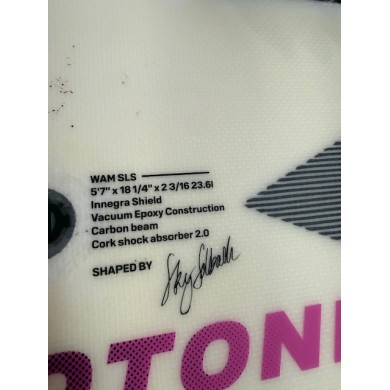 WAM SLS
5'7" x 18 1/4" x 2 3/16 23.6l
Innegra Shield
Vacuum Epoxy Construction
Carbon beam
Cork shock absorber 2.0
SHAPED BY
OTON